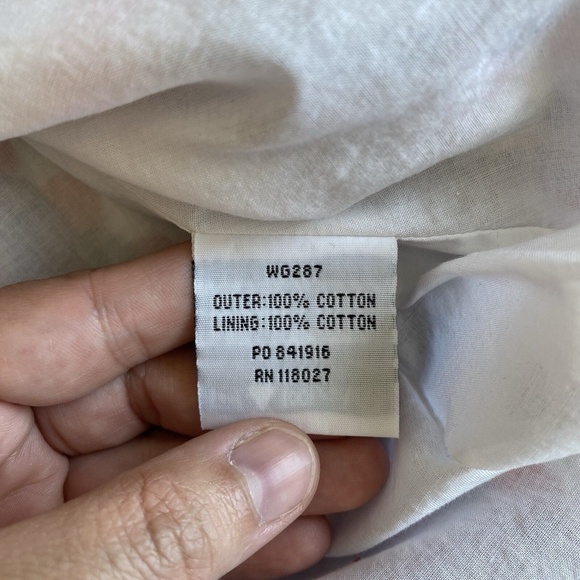 WG287
OUTER:100% COTTON
LINING:100% COTTON
PO 841916
RN 118027